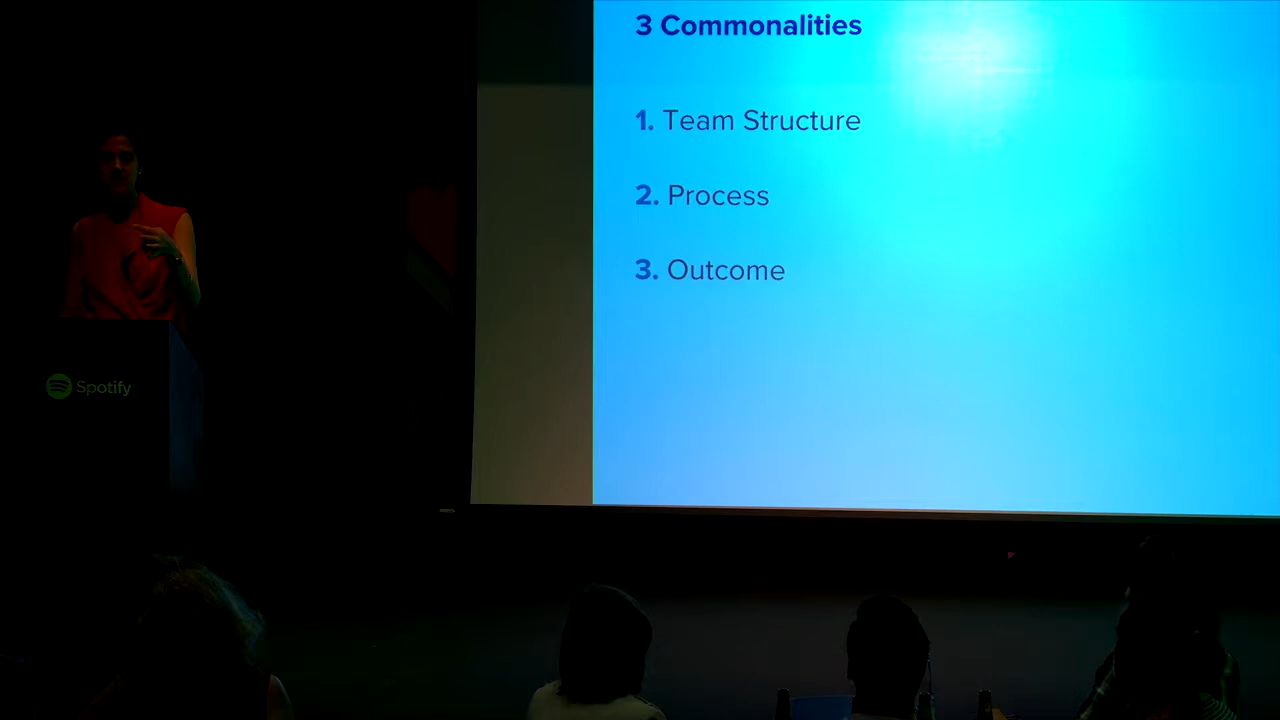 3 Commonalities
1. Team Structure
2. Process
3. Outcome
Spotify